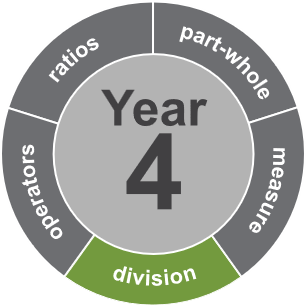 Year
4
part-whole
measure
division
operators
ratios